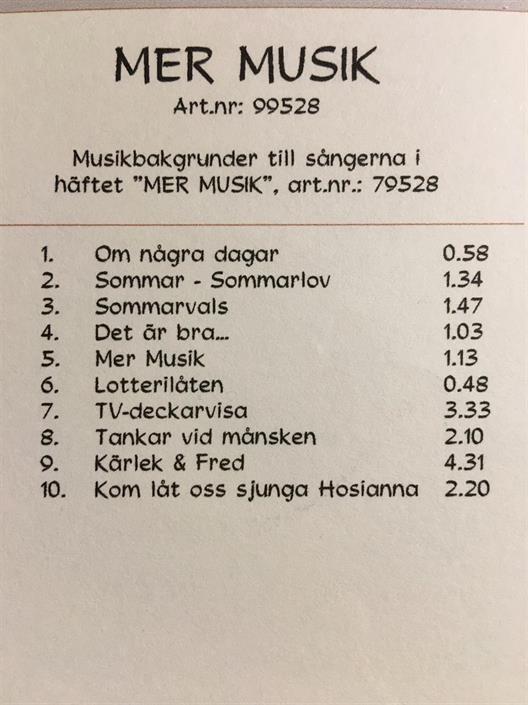 MER MUSIK
Art.nr: 99528
Musikbakgrunder till sångerna i
häftet "MER MUSIK", art.nr.: 79528
1. Om några dagar 0.58
2. Sommar - Sommarlov 1.34
3. Sommarvals 1.47
4. Det är bra... 1.03
5. Mer Musik 1.13
6. Lotterilåten 0.48
7. TV-deckarvisa 3.33
8. Tankar vid månsken 2.10
9. Kärlek & Fred 4.31
10. Kom låt oss sjunga Hosianna 2.20